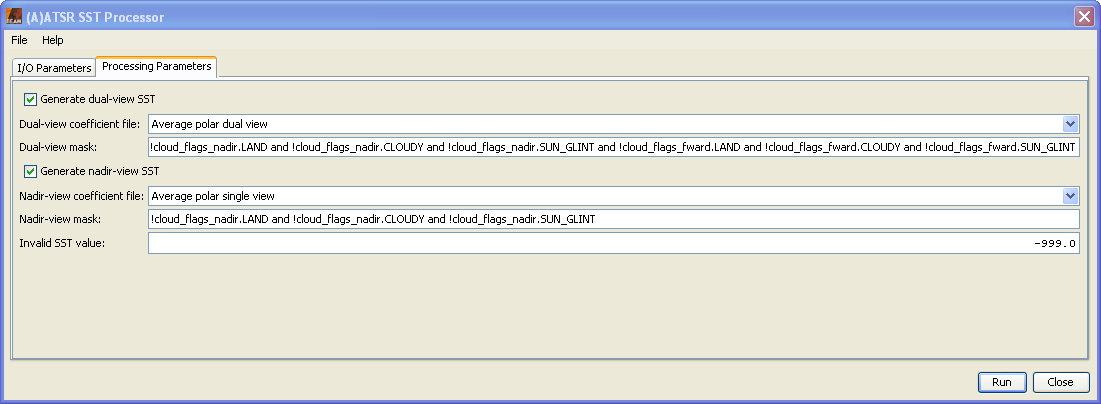 BEAM (A)ATSR SST Processor
File Help
I/O Parameters Processing Parameters
Generate dual-view SST
Dual-view coefficient file: Average polar dual view
Dual-view mask: !cloud_flags_nadir.LAND and !cloud_flags_nadir.CLOUDY and !cloud_flags_nadir.SUN_GLINT and !cloud_flags_fward.LAND and !cloud_flags_fward.CLOUDY and !cloud_flags_fward.SUN_GLINT
Generate nadir-view SST
Nadir-view coefficient file: Average polar single view
Nadir-view mask: !cloud_flags_nadir.LAND and !cloud_flags_nadir.CLOUDY and !cloud_flags_nadir.SUN_GLINT
Invalid SST value: -999.0
Run Close